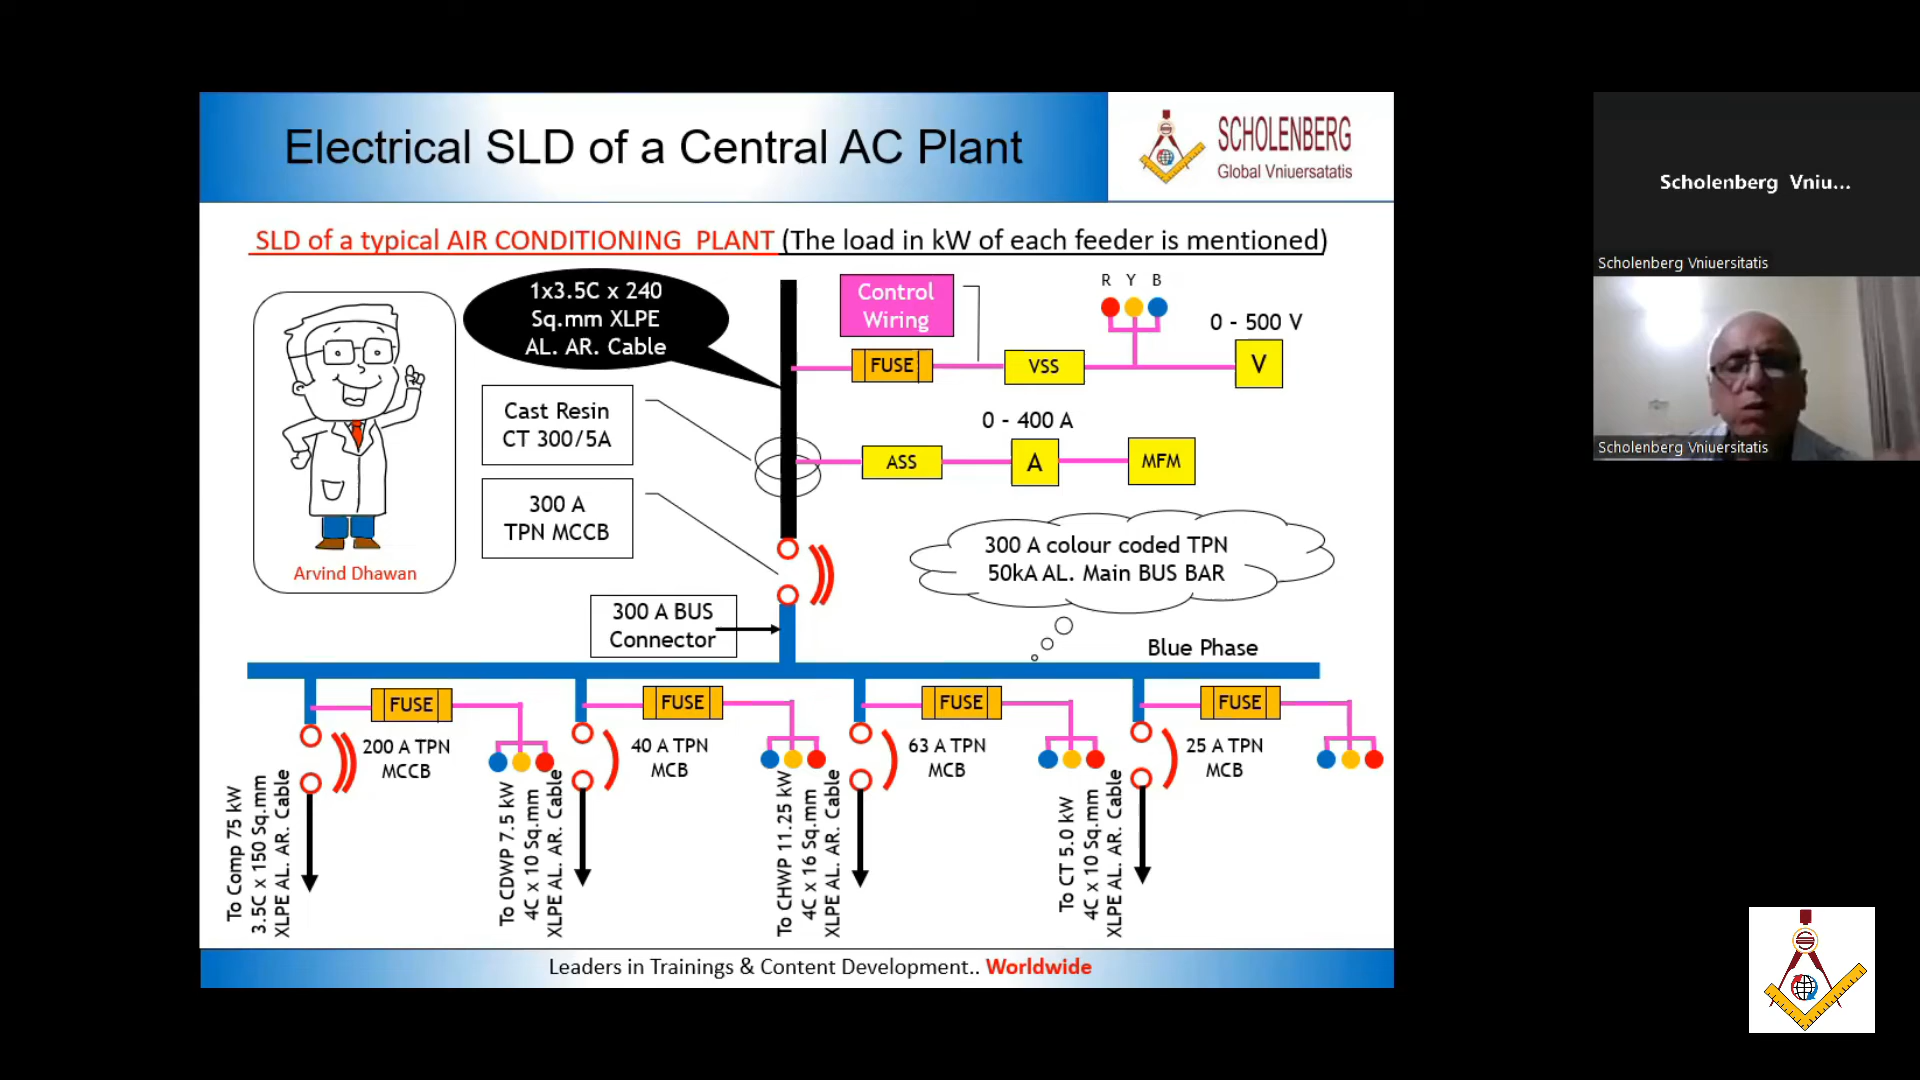 Electrical SLD of a Central AC Plant
SCHOLENBERG
Global Vniuersatatis
SLD of a typical AIR CONDITIONING PLANT (The load in kW of each feeder is mentioned)
1x3.5C x 240
Sq.mm XLPE
AL. AR. Cable
Control
Wiring
R Y B
0 - 500 V
FUSE
VSS
V
Cast Resin
CT 300/5A
0 - 400 A
ASS
A
MFM
300 A
TPN MCCB
300 A colour coded TPN
50kA AL. Main BUS BAR
Arvind Dhawan
300 A BUS
Connector
Blue Phase
FUSE
FUSE
FUSE
FUSE
200 A TPN
MCCB
40 A TPN
MCB
63 A TPN
MCB
25 A TPN
MCB
To Comp 75 kW
3.5C x 150 Sq.mm
XLPE AL. AR. Cable
To CDWP 7.5 kW
4C x 10 Sq.mm
XLPE AL. AR. Cable
To CHWP 11.25 kW
4C x 16 Sq.mm
XLPE AL. AR. Cable
To CT 5.0 kW
4C x 10 Sq.mm
XLPE AL. AR. Cable
Leaders in Trainings & Content Development.. Worldwide
Scholenberg Vniu...
Scholenberg Vniuersitatis
Scholenberg Vniuersitatis